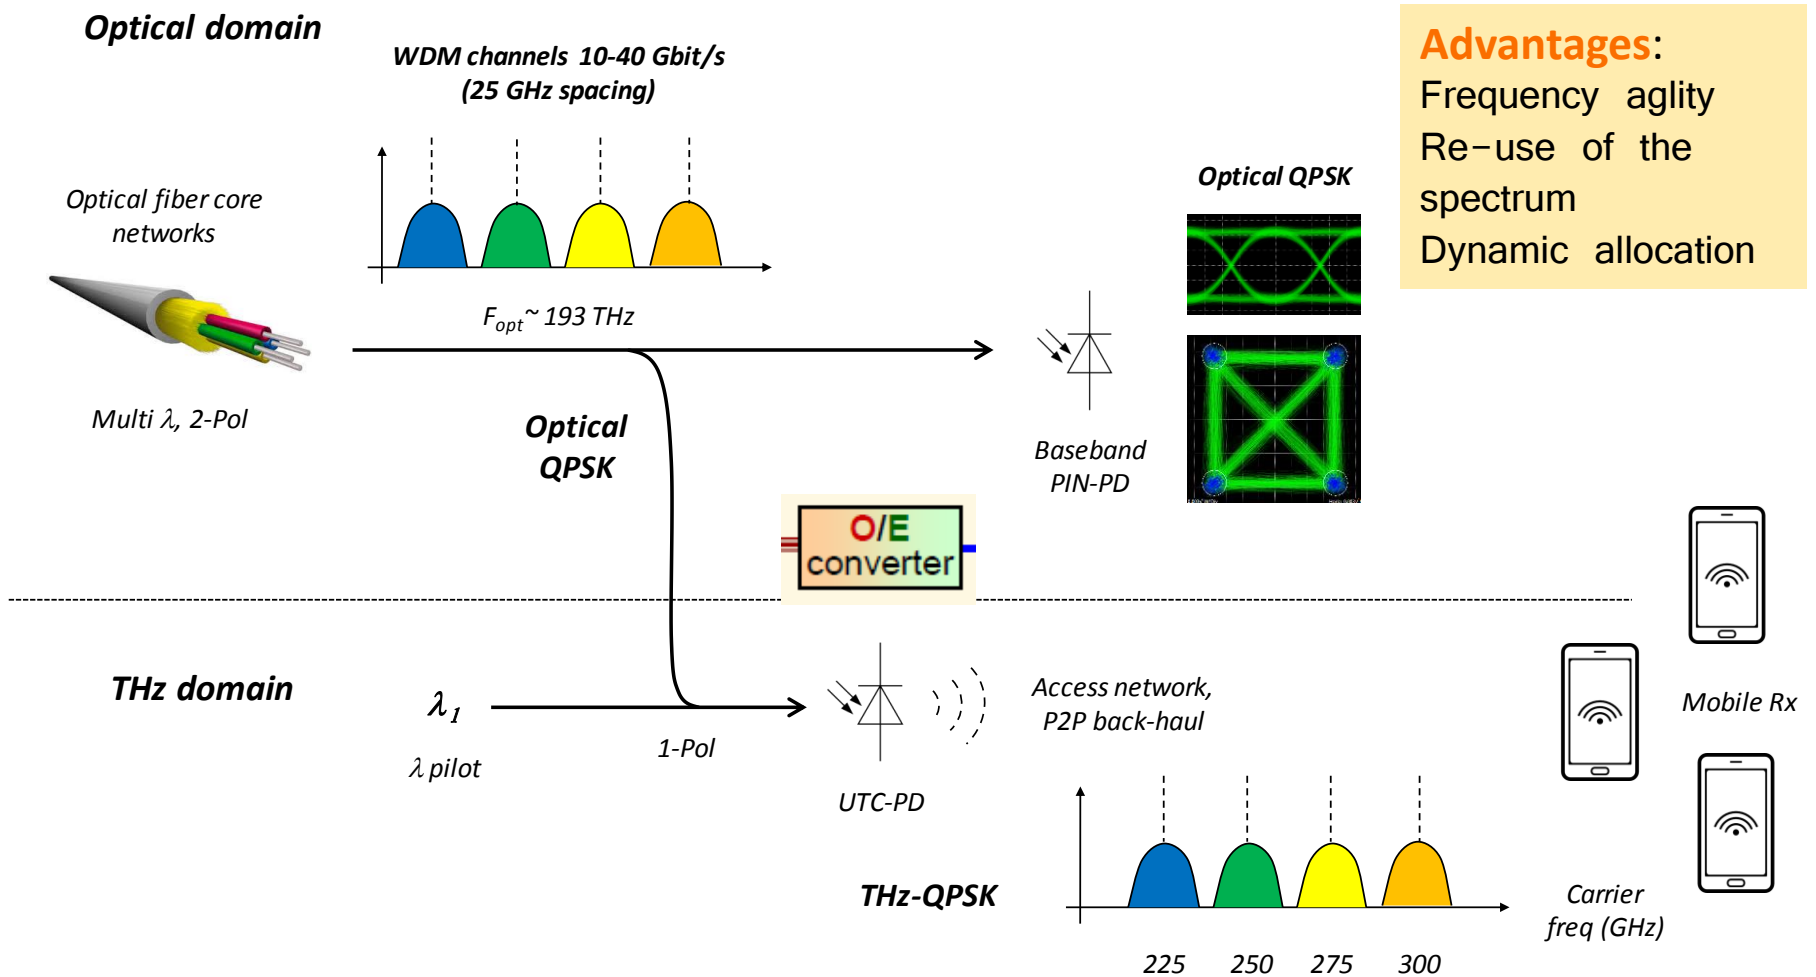 Optical domain
WDM channels 10-40 Gbit/s
(25 GHz spacing)
Advantages:
Frequency aglity
Re-use of the
spectrum
Dynamic allocation
Optical fiber core
networks
Optical QPSK
Fopt~ 193 THz
Multi λ, 2-Pol
Optical
QPSK
Baseband
PIN-PD
O/E
converter
THz domain
λ1
λ pilot
1-Pol
UTC-PD
Access network,
P2P back-haul
Mobile Rx
THz-QPSK
Carrier
freq (GHz)
225 250 275 300